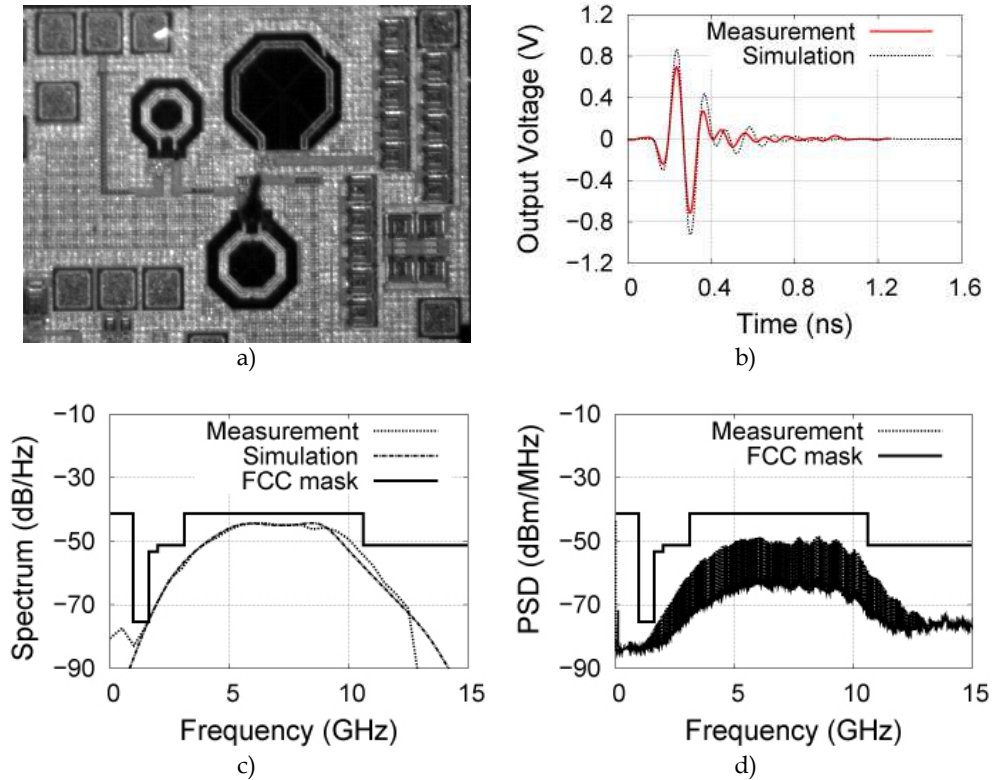 1.2
0.8
0.4
0
−0.4
−0.8
−1.2
Output Voltage (V)
Measurement
Simulation
0 0.4 0.8 1.2 1.6
Time (ns)
a)
b)
−10
−30
−50
−70
−90
Spectrum (dB/Hz)
Measurement
Simulation
FCC mask
0 5 10 15
Frequency (GHz)
c)
−10
−30
−50
−70
−90
PSD (dBm/MHz)
Measurement
FCC mask
0 5 10 15
Frequency (GHz)
d)